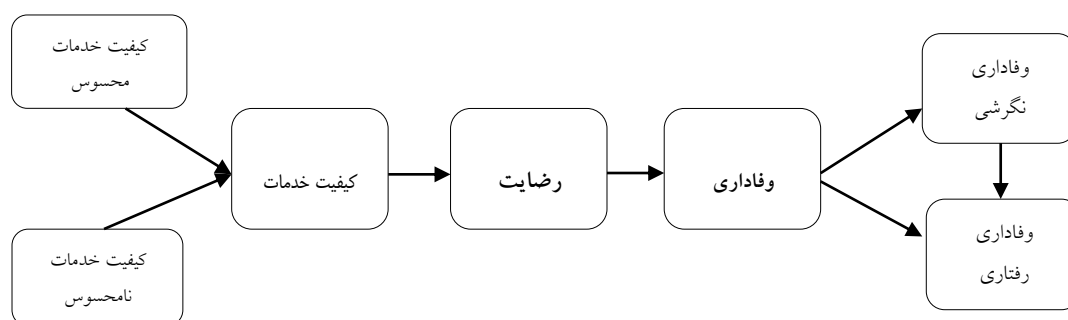 کیفیت خدمات
محسوس
کیفیت خدمات
نامحسوس
کیفیت خدمات
رضایت
وفاداری
وفاداری
نگرشی
وفاداری
رفتاری